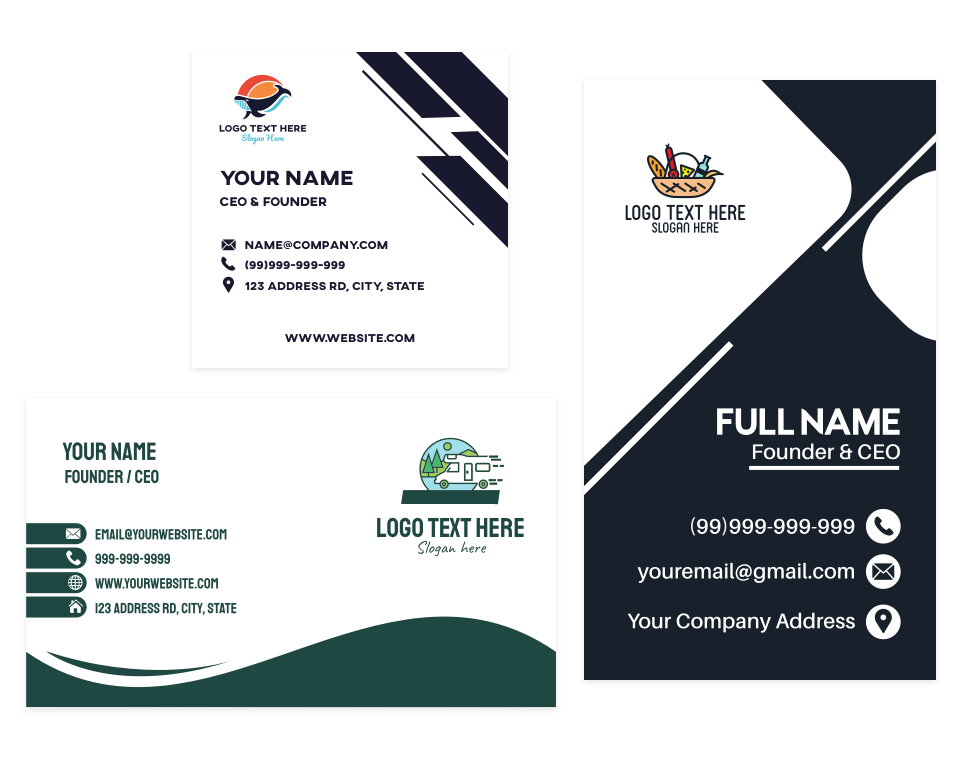 LOGO TEXT HERE
Slogan Here
YOUR NAME
CEO & FOUNDER
NAME@COMPANY.COM
(99)999-999-999
123 ADDRESS RD, CITY, STATE
WWW.WEBSITE.COM
LOGO TEXT HERE
SLOGAN HERE
FULL NAME
Founder & CEO
(99)999-999-999
youremail@gmail.com
Your Company Address
YOUR NAME
FOUNDER / CEO
EMAIL@YOURWEBSITE.COM
999-999-9999
WWW.YOURWEBSITE.COM
123 ADDRESS RD, CITY, STATE
LOGO TEXT HERE
Slogan here